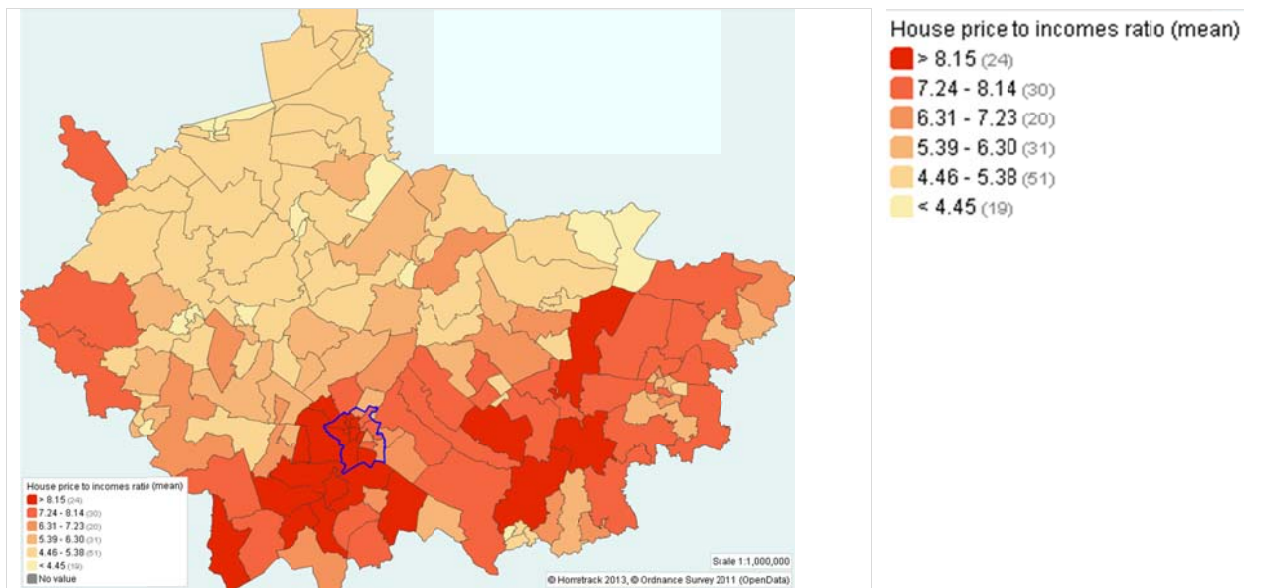 House price to incomes ratio (mean)
> 8.15 (24)
7.24 - 8.14 (30)
6.31 - 7.23 (20)
5.39 - 6.30 (31)
4.46 - 5.38 (51)
< 4.45 (19)
House price to incomes ratio (mean)
> 8.15 (24)
7.24 - 8.14 (30)
6.31 - 7.23 (20)
5.39 - 6.30 (31)
4.46 - 5.38 (51)
< 4.45 (19)
No value
Scale 1:1,000,000
© Hometrack 2013, © Ordnance Survey 2011 (OpenData)